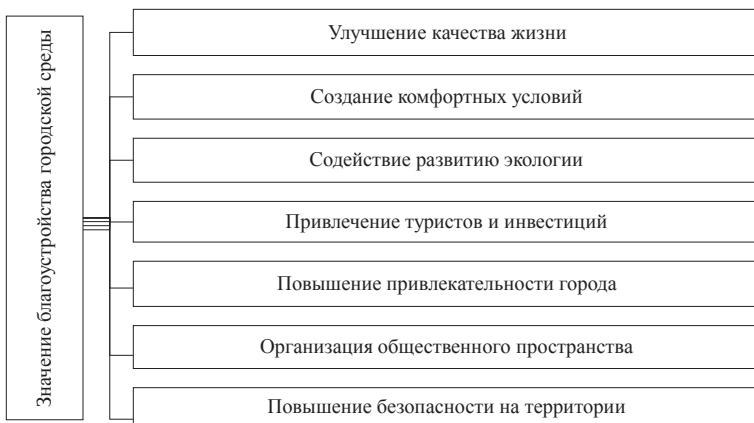 Значение благоустройства городской среды
Улучшение качества жизни
Создание комфортных условий
Содействие развитию экологии
Привлечение туристов и инвестиций
Повышение привлекательности города
Организация общественного пространства
Повышение безопасности на территории